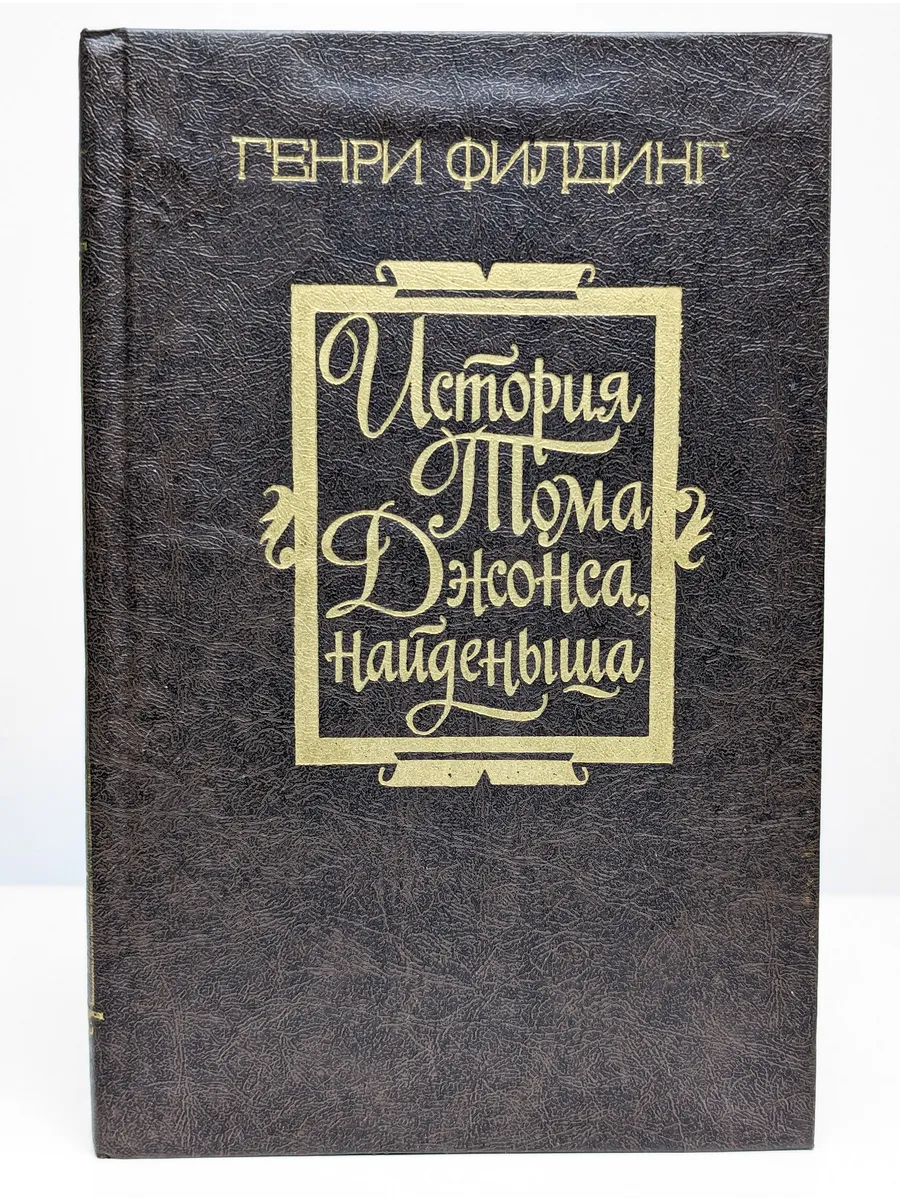 ГЕНРИ ФИЛДИНГ
История
Тома
Джонса,
найденыша